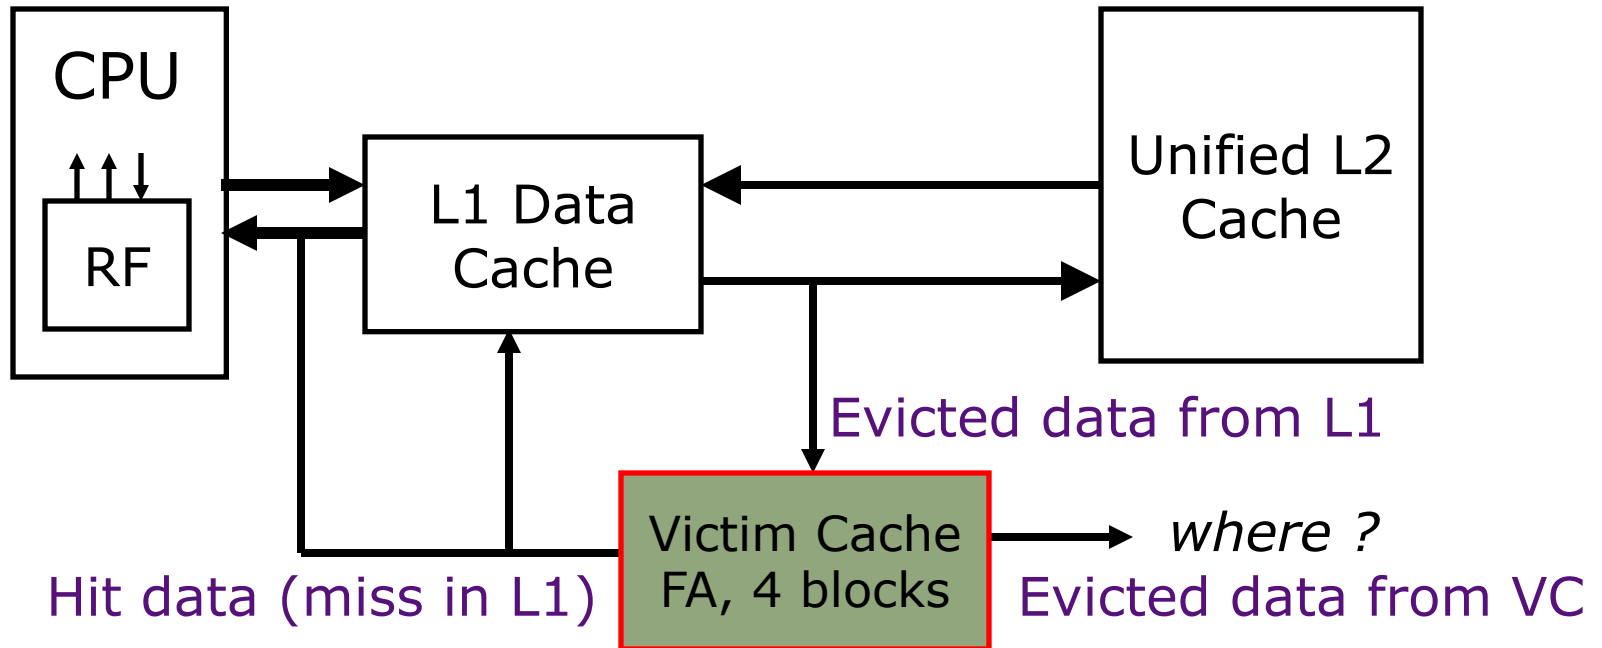 CPU
RF
L1 Data
Cache
Unified L2
Cache
Evicted data from L1
Victim Cache
FA, 4 blocks
where ?
Hit data (miss in L1)
Evicted data from VC